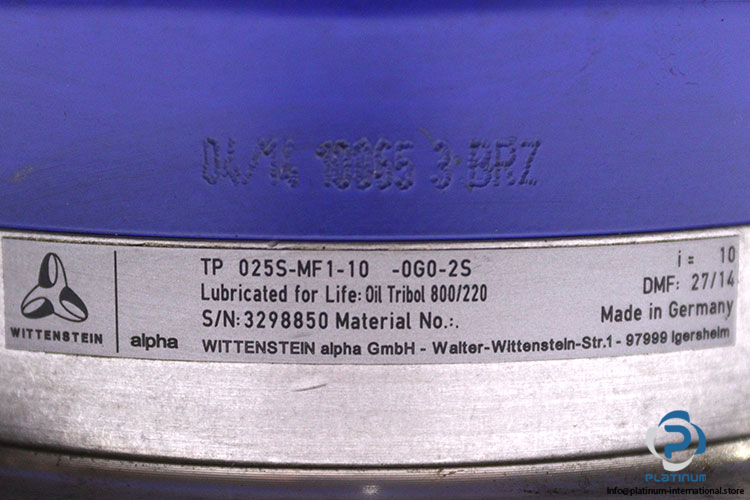 04/14 10065 3 BRZ
TP 025S-MF1-10 -0G0-2S
i = 10
Lubricated for Life: Oil Tribol 800/220
DMF: 27/14
S/N: 3298850 Material No.:.
Made in Germany
WITTENSTEIN
alpha
WITTENSTEIN alpha GmbH - Walter-Wittenstein-Str.1 - 97999 Igersheim
PLATINUM
info@platinum-international.store